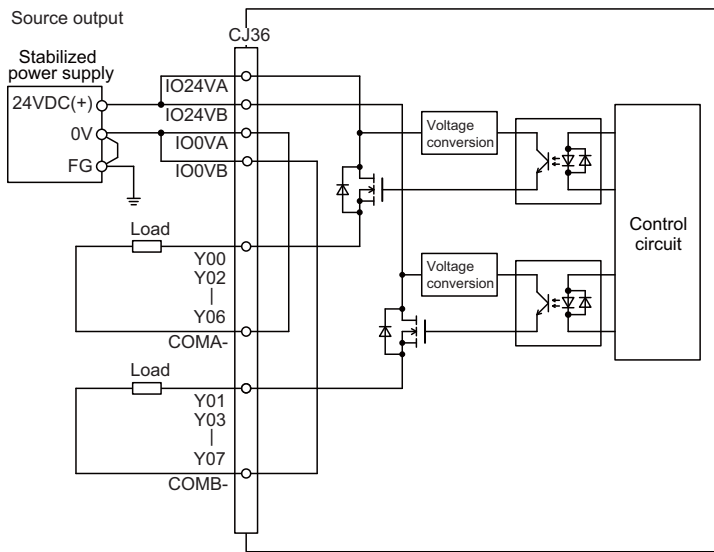 Source output
CJ36
Stabilized
power supply
24VDC(+)
0V
FG
IO24VA
IO24VB
IO0VA
IO0VB
Voltage
conversion
Control
circuit
Load
Y00
Y02
|
Y06
COMA-
Voltage
conversion
Load
Y01
Y03
|
Y07
COMB-